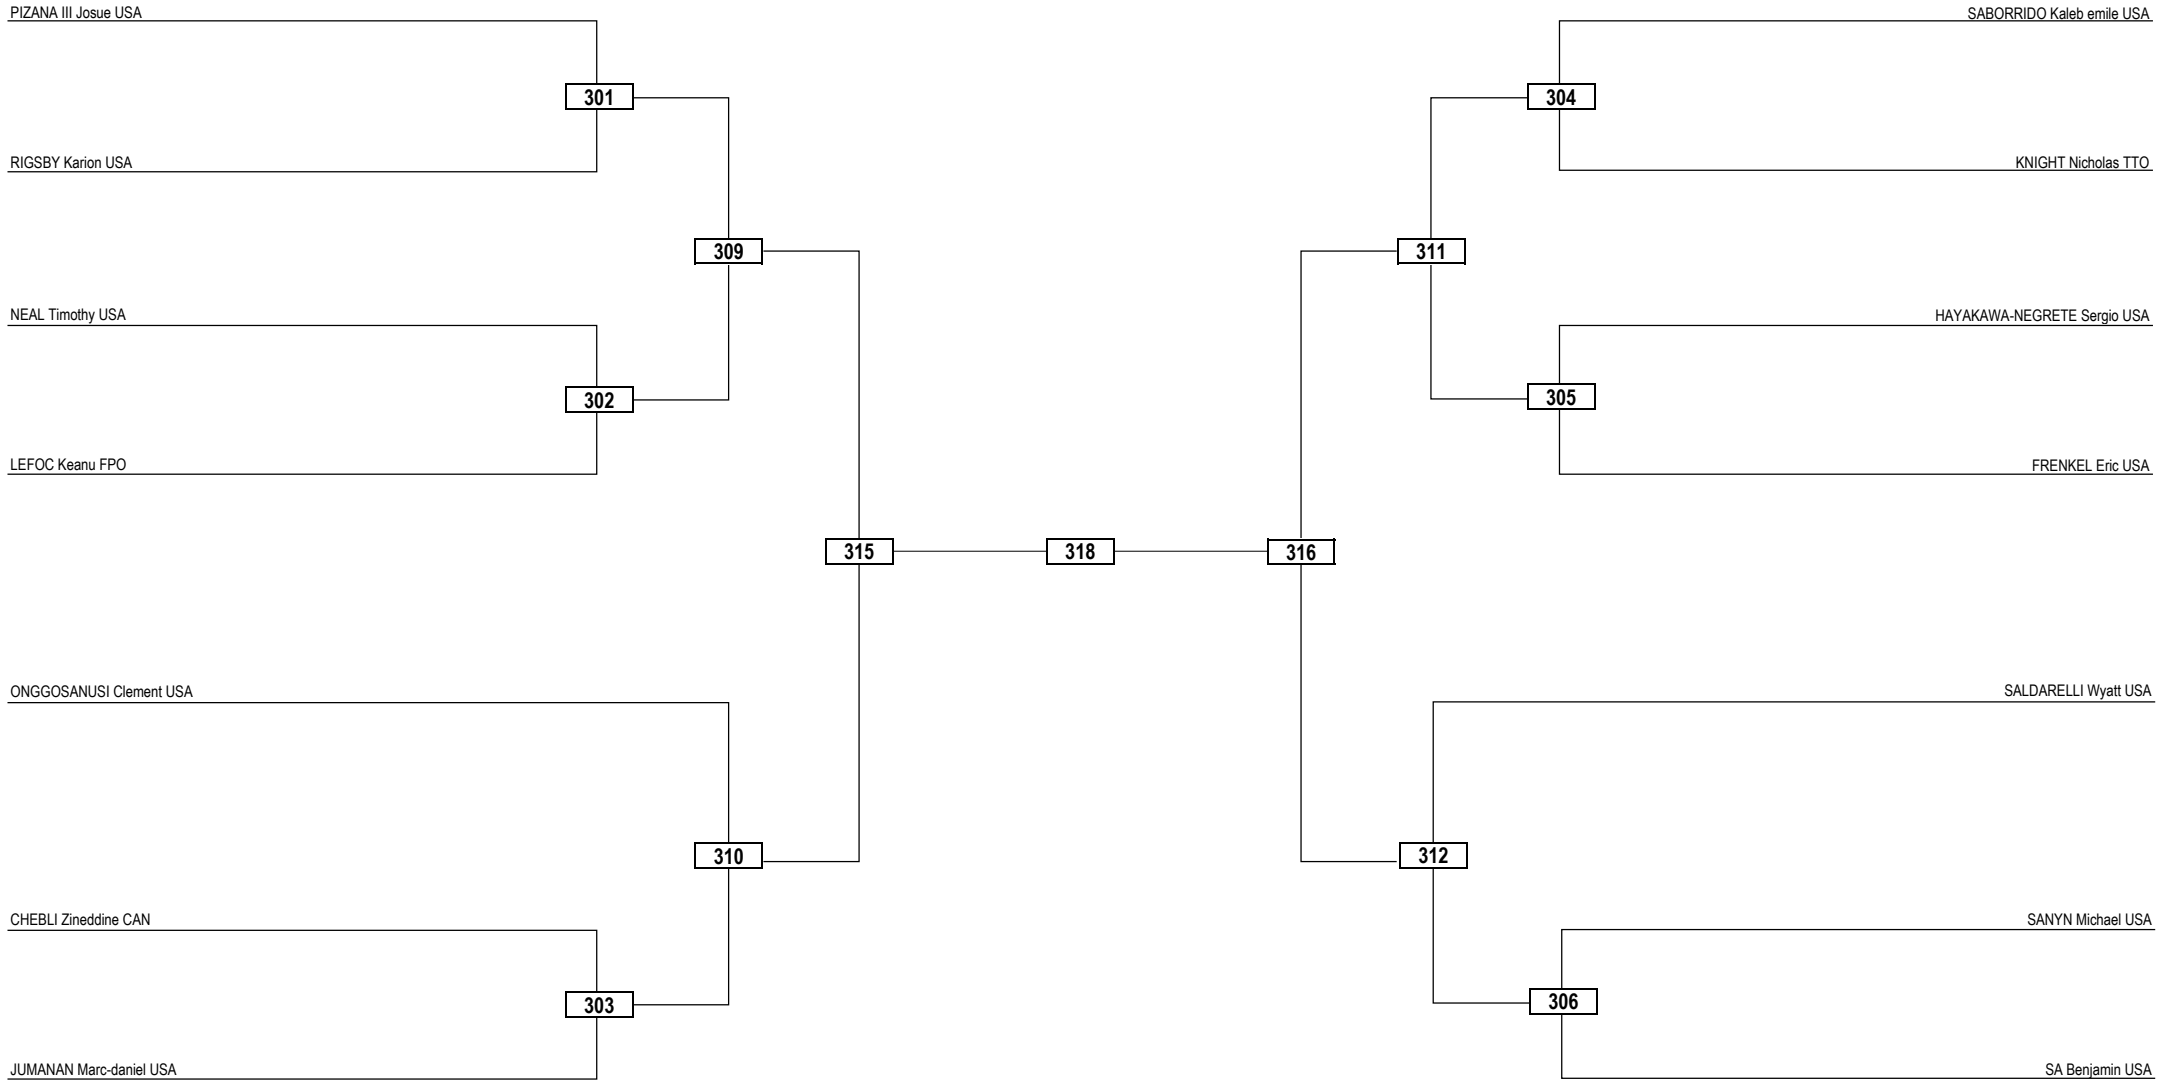 PIZANA III Josue USA
SABORRIDO Kaleb emile USA
301
304
RIGSBY Karion USA
KNIGHT Nicholas TTO
309
311
NEAL Timothy USA
HAYAKAWA-NEGRETE Sergio USA
302
305
LEFOC Keanu FPO
FRENKEL Eric USA
315
318
316
ONGGOSANUSI Clement USA
SALDARELLI Wyatt USA
310
312
CHEBLI Zineddine CAN
SANYN Michael USA
303
306
JUMANAN Marc-daniel USA
SA Benjamin USA